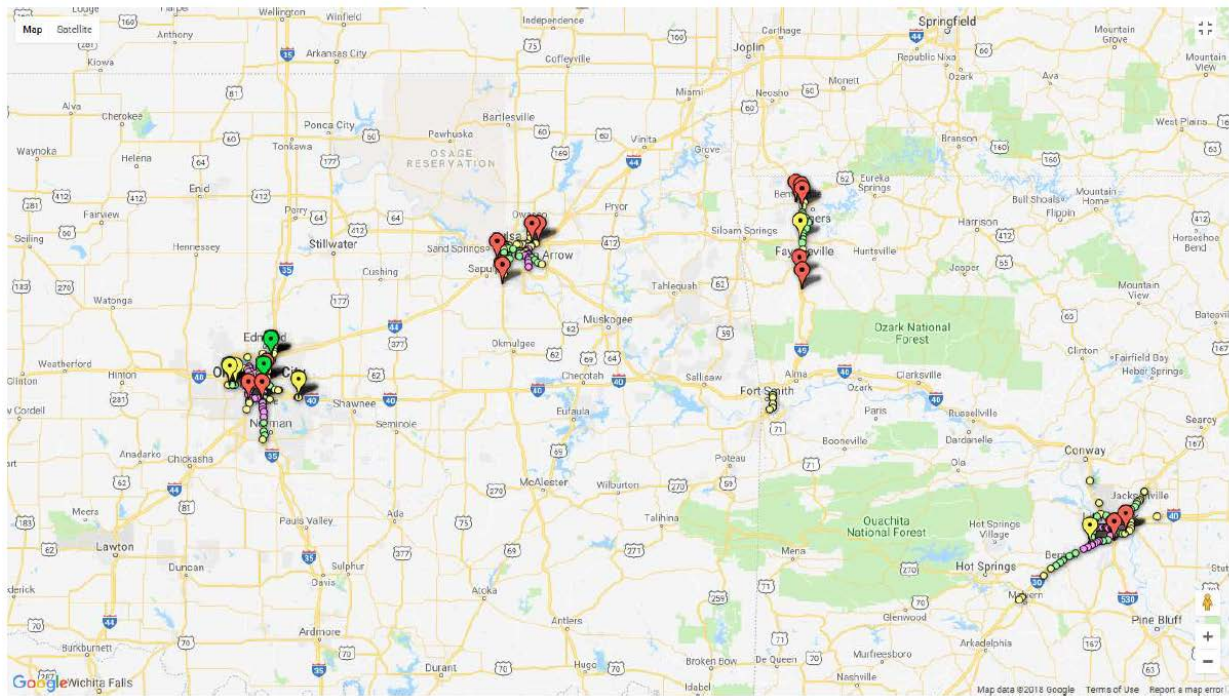 Map Satellite
Wellington
Winfield
Independence
Anthony
Arkansas City
Coffeyville
Kiowa
Carthage
Joplin
Springfield
Republic Nixa
Ozark
Mountain Grove
Ava
Mountain View
Monett
Neosho
Miami
Alva
Cherokee
Ponca City
Pawhuska
Bartlesville
Vinita
Grove
West Plains
Branson
Waynoka
Helena
Tonkawa
OSAGE RESERVATION
Enid
Perry
Pryor
Eureka Springs
Mountain Home
Bull Shoals
Flippin
Harrison
Horseshoe Bend
Fairview
Seiling
Hennessey
Stillwater
Sand Springs
Arrow
Siloam Springs
Huntsville
Jasper
Mountain View
Cushing
Watonga
Tahlequah
Muskogee
Ozark National Forest
Okmulgee
Weatherford
Hinton
Clinton
Checotah
Sallisaw
Alma
Clarksville
Clinton
Fairfield Bay
Heber Springs
Fort Smith
Ozark
Shawnee
Cordell
Eufaula
Paris
Russellville
Dardanelle
Searcy
Seminole
Norman
Booneville
Anadarko
Chickasha
Poteau
Ola
Conway
McAlester
Wilburton
Meers
Ada
Pauls Valley
Talihina
Ouachita National Forest
Hot Springs Village
Lawton
Mena
Hot Springs
Duncan
Sulphur
Davis
Atoka
Glenwood
Pine Bluff
Antlers
Arkadelphia
Ardmore
Burkburnett
Durant
Hugo
Broken Bow
De Queen
Murfreesboro
Nashville
Idabel
Google
Wichita Falls
Map data ©2018 Google Terms of Use Report a map error